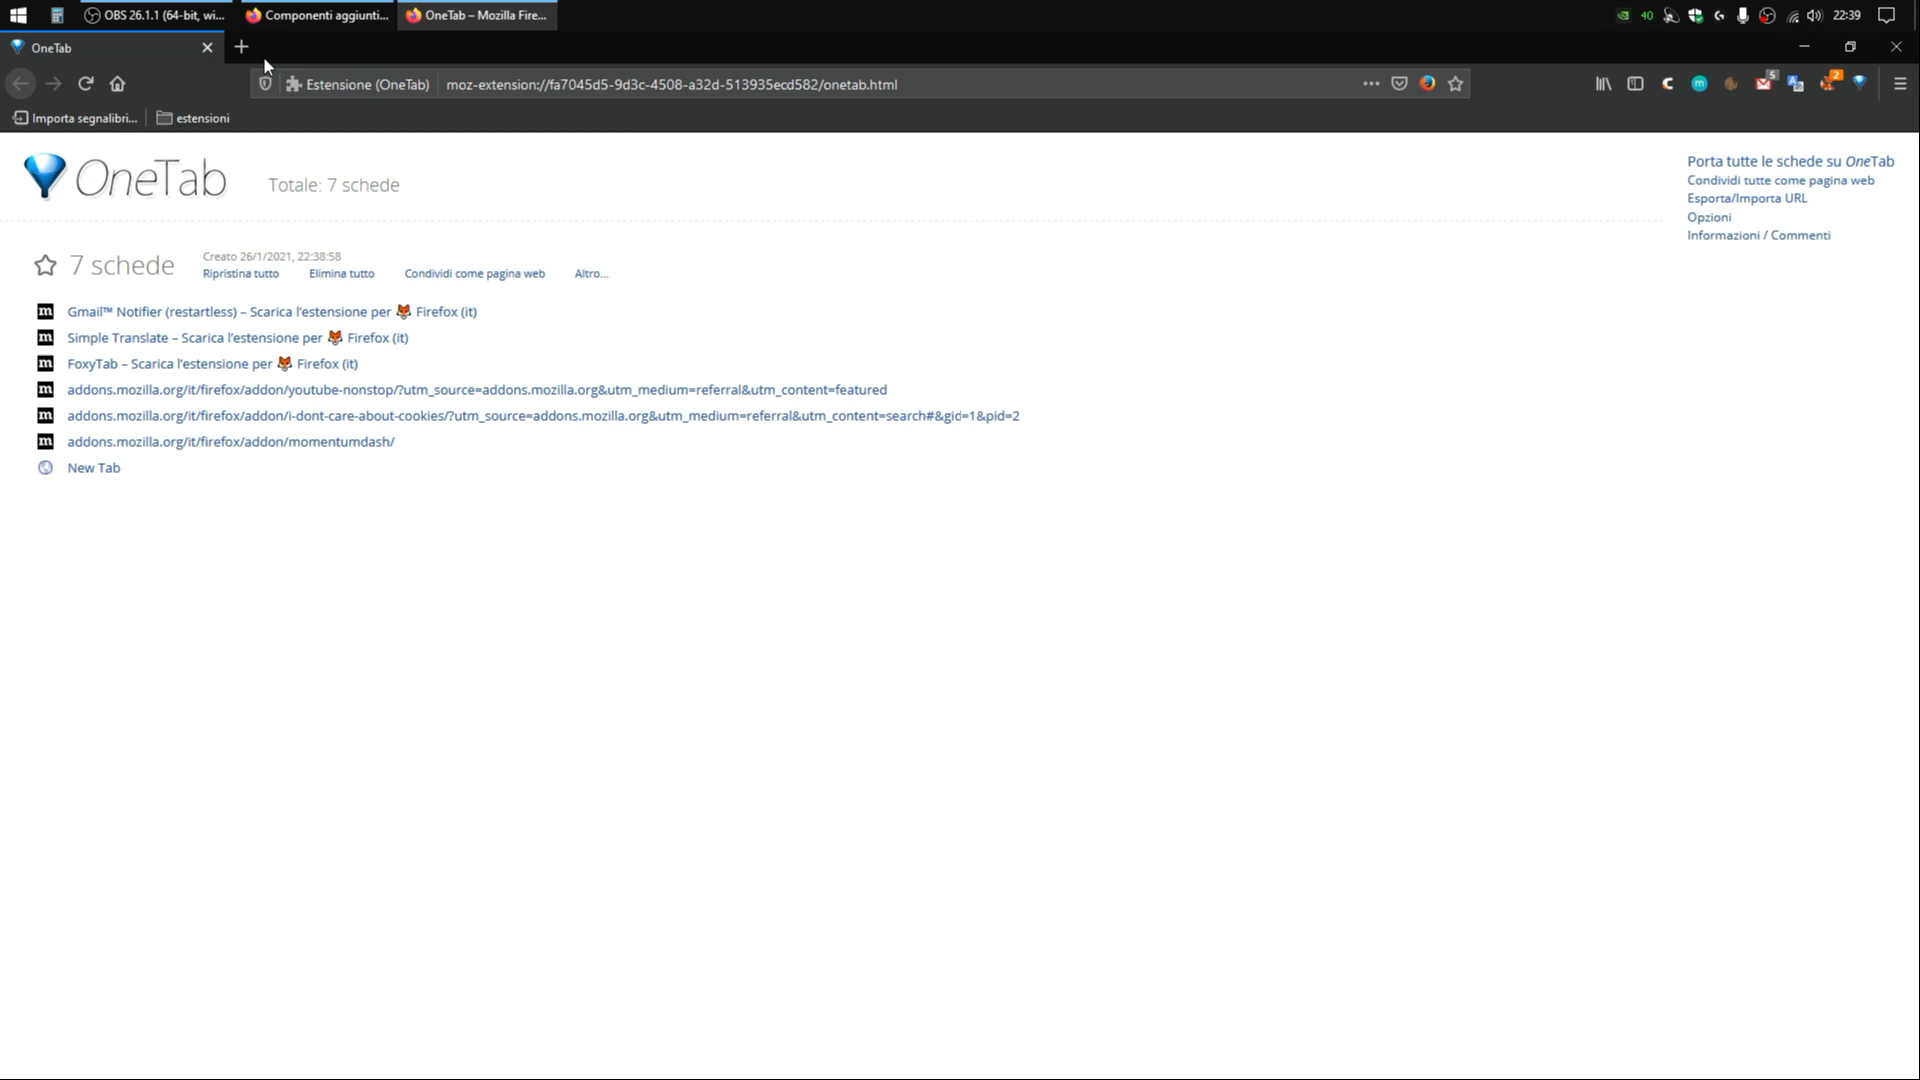 OBS 26.1.1 (64-bit, wi...
Componenti aggiunti...
OneTab – Mozilla Fire...
40
22:39
OneTab
Estensione (OneTab)
moz-extension://fa7045d5-9d3c-4508-a32d-513935ecd582/onetab.html
5
2
Importa segnalibri...
estensioni
OneTab
Totale: 7 schede
Porta tutte le schede su OneTab
Condividi tutte come pagina web
Esporta/Importa URL
Opzioni
Informazioni / Commenti
7 schede
Creato 26/1/2021, 22:38:58
Ripristina tutto
Elimina tutto
Condividi come pagina web
Altro...
Gmail™ Notifier (restartless) – Scarica l'estensione per 🦊 Firefox (it)
Simple Translate – Scarica l'estensione per 🦊 Firefox (it)
FoxyTab – Scarica l'estensione per 🦊 Firefox (it)
addons.mozilla.org/it/firefox/addon/youtube-nonstop/?utm_source=addons.mozilla.org&utm_medium=referral&utm_content=featured
addons.mozilla.org/it/firefox/addon/i-dont-care-about-cookies/?utm_source=addons.mozilla.org&utm_medium=referral&utm_content=search#&gid=1&pid=2
addons.mozilla.org/it/firefox/addon/momentumdash/
New Tab